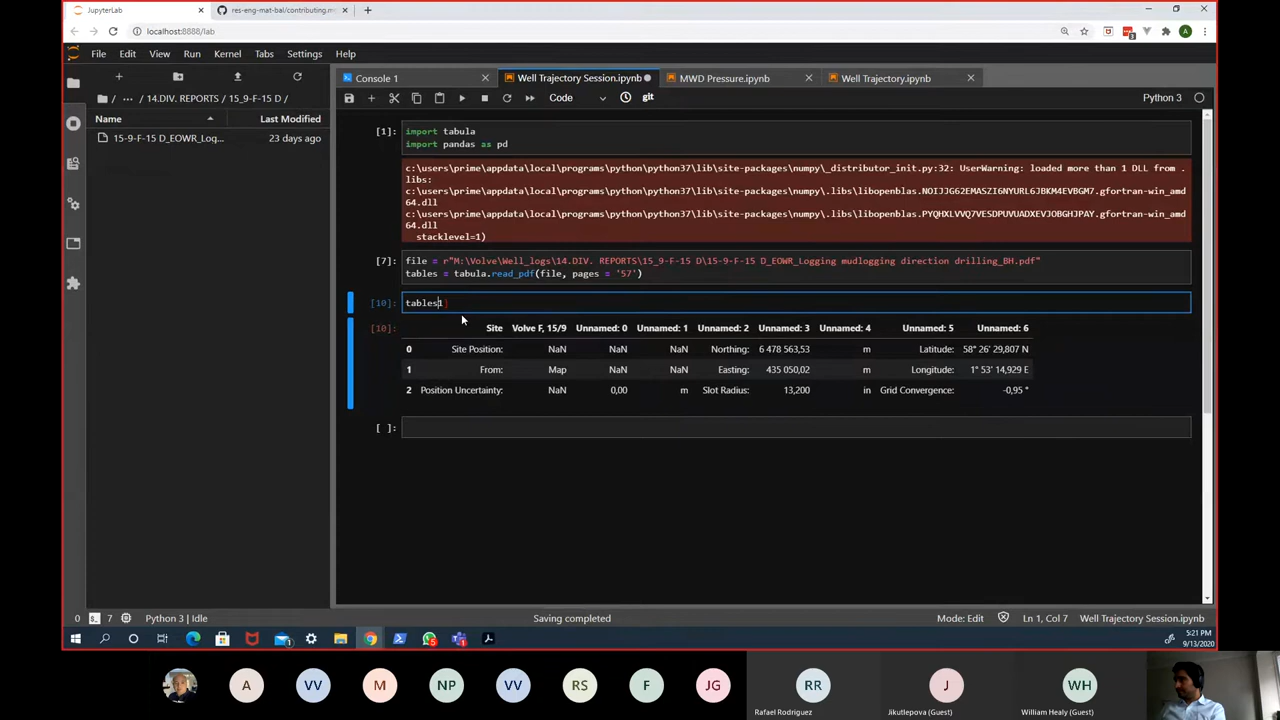 JupyterLab
res-eng-mat-bal/contributing.m
localhost:8888/lab
A
File Edit View Run Kernel Tabs Settings Help
Console 1
Well Trajectory Session.ipynb
MWD Pressure.ipynb
Well Trajectory.ipynb
Code
git
Python 3
/ ··· / 14.DIV. REPORTS / 15_9-F-15 D /
Name Last Modified
15-9-F-15 D_EOWR_Log... 23 days ago
[1]: import tabula
import pandas as pd
c:\users\prime\appdata\local\programs\python\python37\lib\site-packages\numpy\_distributor_init.py:32: UserWarning: loaded more than 1 DLL from .
libs:
c:\users\prime\appdata\local\programs\python\python37\lib\site-packages\numpy\.libs\libopenblas.NOIJJG62EMASZI6NYURL6JBKM4EVBGM7.gfortran-win_amd
64.dll
c:\users\prime\appdata\local\programs\python\python37\lib\site-packages\numpy\.libs\libopenblas.PYQHXLVVQ7VESDPUVUADXEVJOBGHJPAY.gfortran-win_amd
64.dll
stacklevel=1)
[7]: file = r"M:\Volve\Well_logs\14.DIV. REPORTS\15_9-F-15 D\15-9-F-15 D_EOWR_Logging mudlogging direction drilling_BH.pdf"
tables = tabula.read_pdf(file, pages = '57')
[10]: tables1]
[10]: Site Volve F, 15/9 Unnamed: 0 Unnamed: 1 Unnamed: 2 Unnamed: 3 Unnamed: 4 Unnamed: 5 Unnamed: 6
0 Site Position: NaN NaN NaN Northing: 6 478 563,53 m Latitude: 58° 26' 29,807 N
1 From: Map NaN NaN Easting: 435 050,02 m Longitude: 1° 53' 14,929 E
2 Position Uncertainty: NaN 0,00 m Slot Radius: 13,200 in Grid Convergence: -0,95 °
[ ]:
0 7 Python 3 | Idle Saving completed Mode: Edit Ln 1, Col 7 Well Trajectory Session.ipynb
5:21 PM
9/13/2020
A VV M NP VV RS F JG RR J WH
Rafael Rodriguez Jikutlepova (Guest) William Healy (Guest)